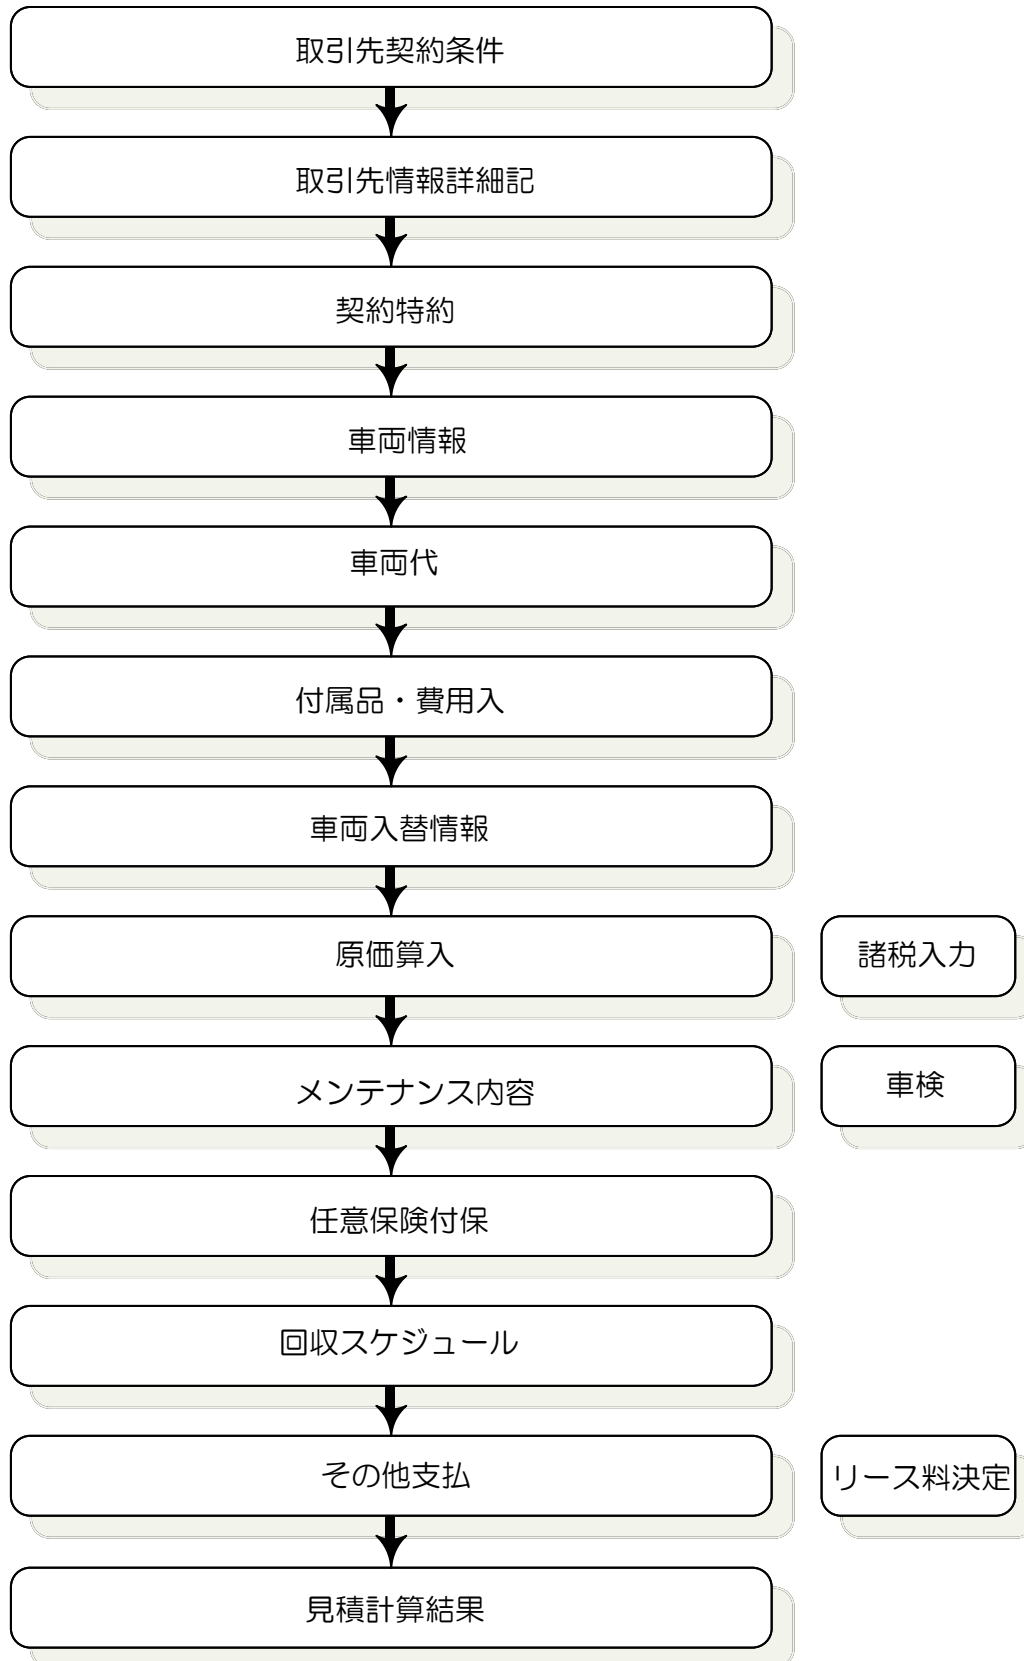 取引先契約条件
取引先情報詳細記
契約特約
車両情報
車両代
付属品・費用入
車両入替情報
原価算入
諸税入力
メンテナンス内容
車検
任意保険付保
回収スケジュール
その他支払
リース料決定
見積計算結果